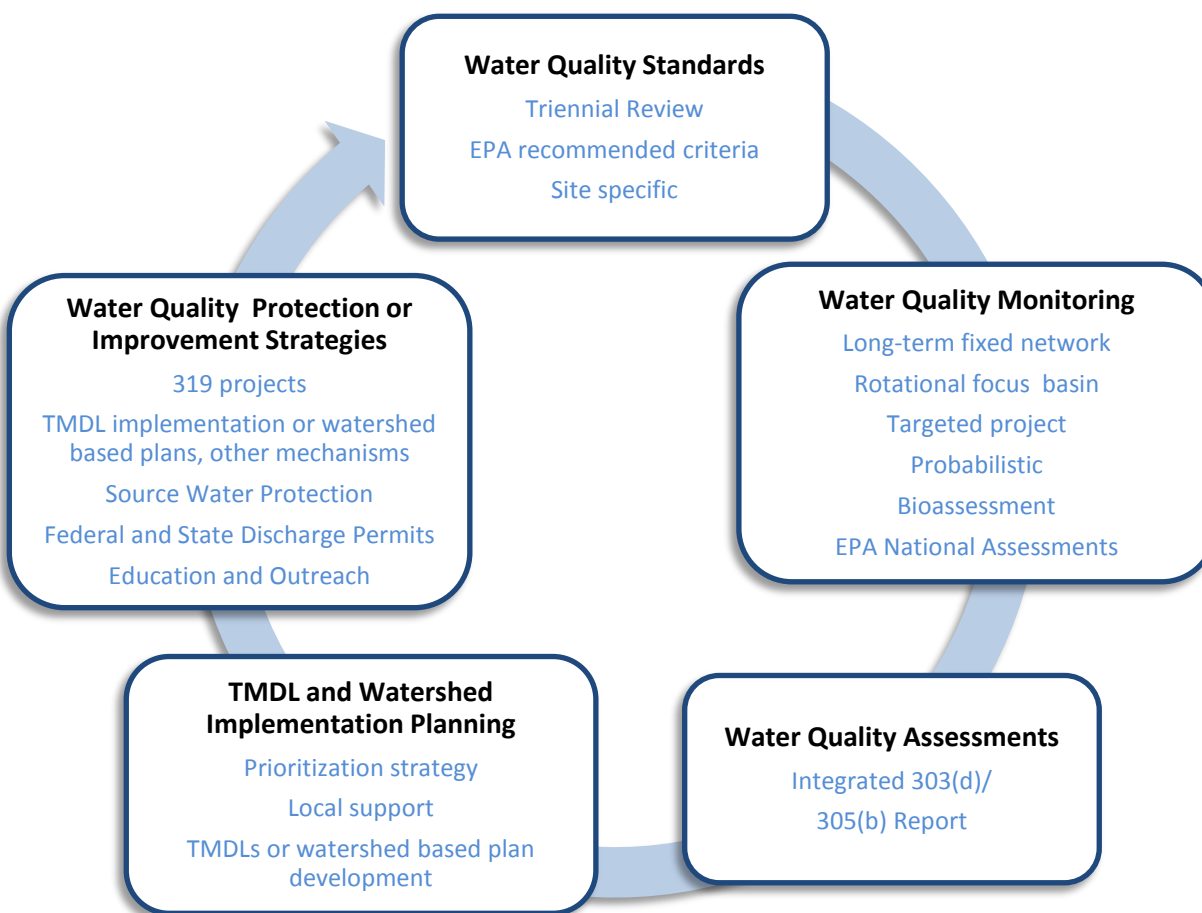 Water Quality Standards
Triennial Review
EPA recommended criteria
Site specific
Water Quality Monitoring
Long-term fixed network
Rotational focus basin
Targeted project
Probabilistic
Bioassessment
EPA National Assessments
Water Quality Assessments
Integrated 303(d)/
305(b) Report
TMDL and Watershed
Implementation Planning
Prioritization strategy
Local support
TMDLs or watershed based plan
development
Water Quality Protection or
Improvement Strategies
319 projects
TMDL implementation or watershed
based plans, other mechanisms
Source Water Protection
Federal and State Discharge Permits
Education and Outreach